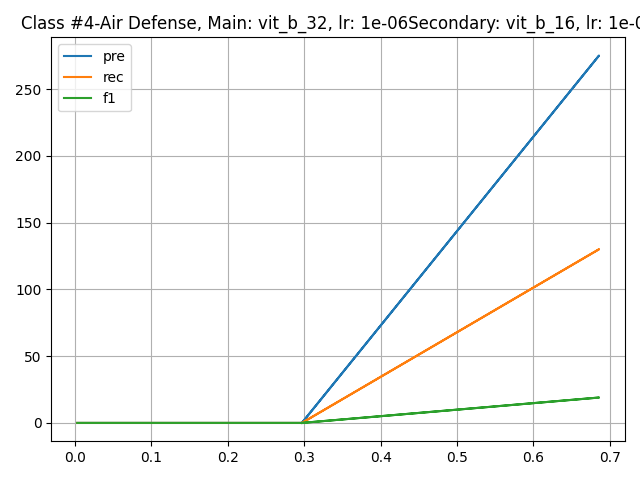 Class #4-Air Defense, Main: vit_b_32, lr: 1e-06Secondary: vit_b_16, lr: 1e-0
pre
rec
f1
250
200
150
100
50
0
0.0 0.1 0.2 0.3 0.4 0.5 0.6 0.7